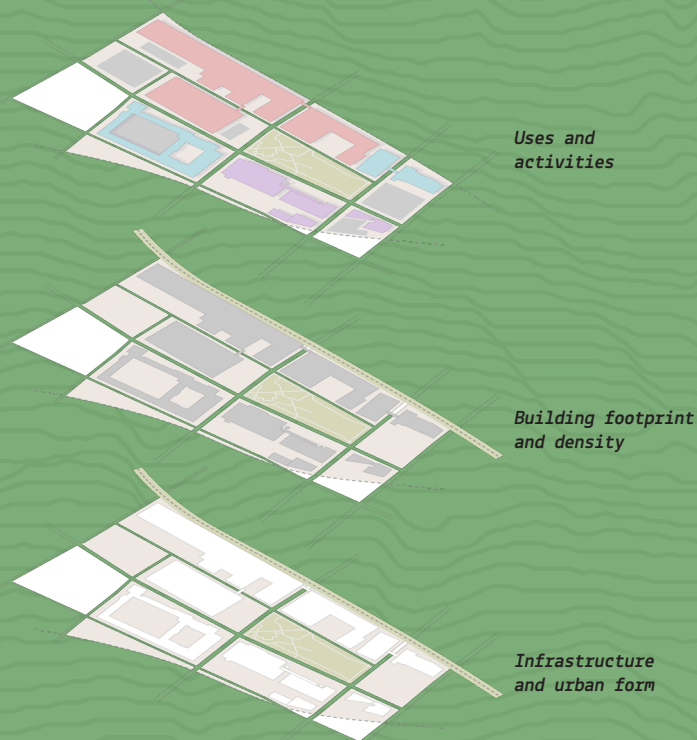 Uses and
activities
Building footprint
and density
Infrastructure
and urban form